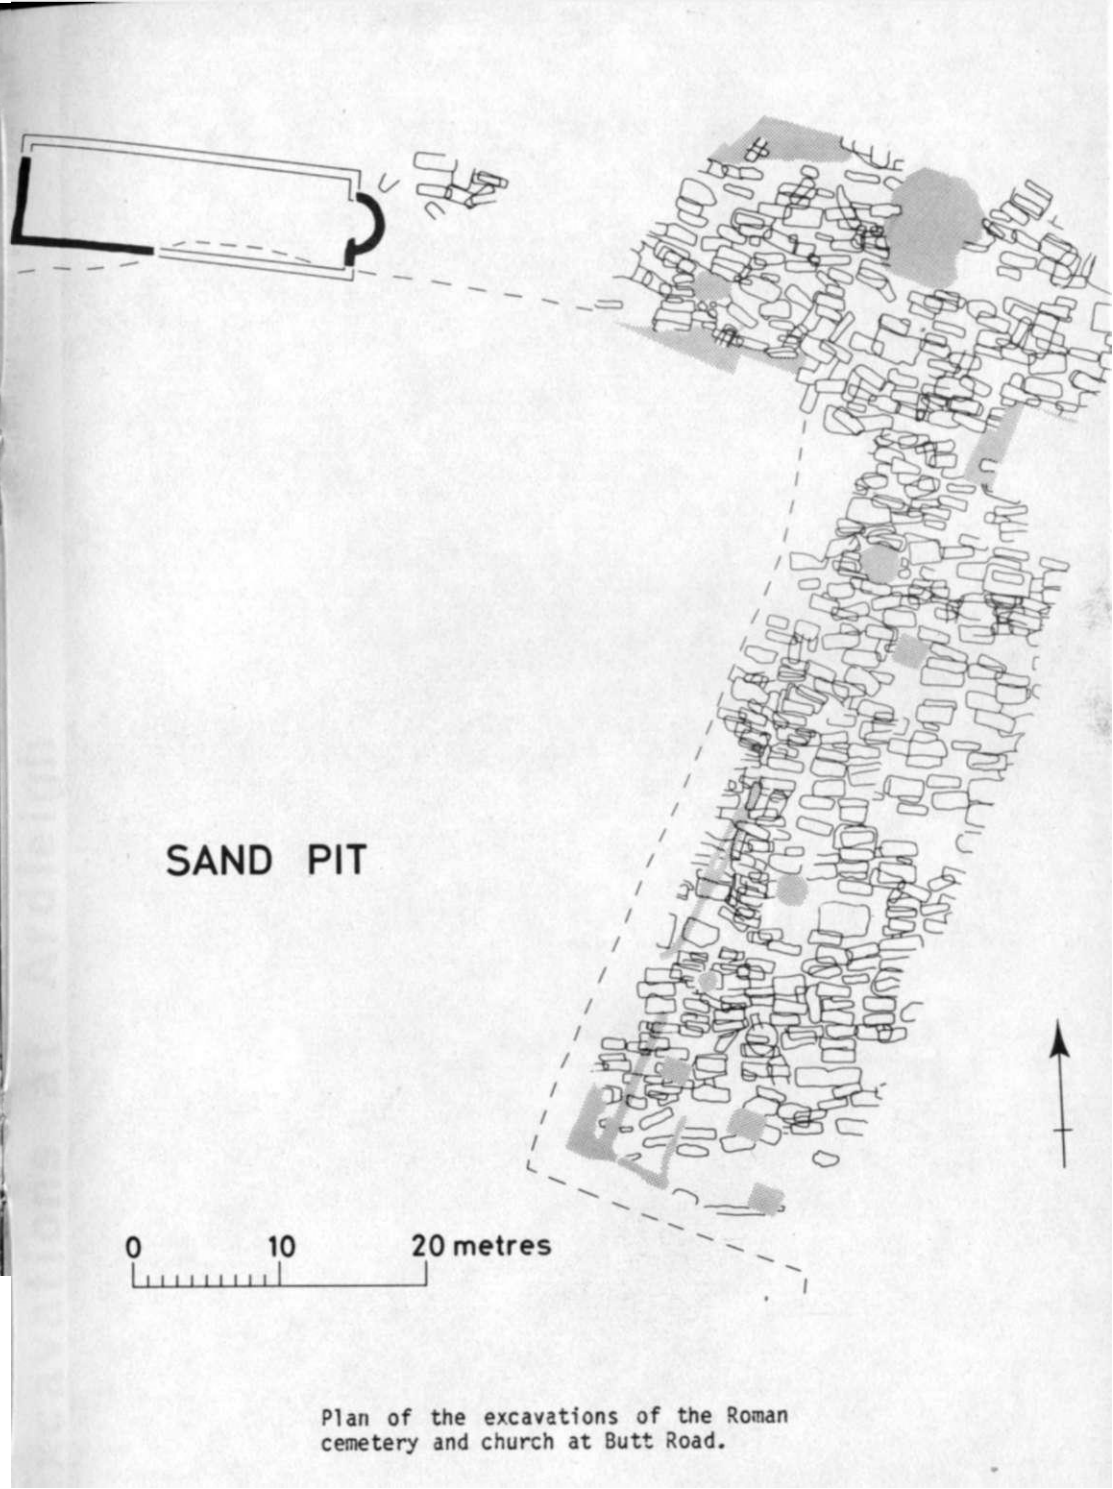 SAND PIT
0 10 20 metres
Plan of the excavations of the Roman
cemetery and church at Butt Road.